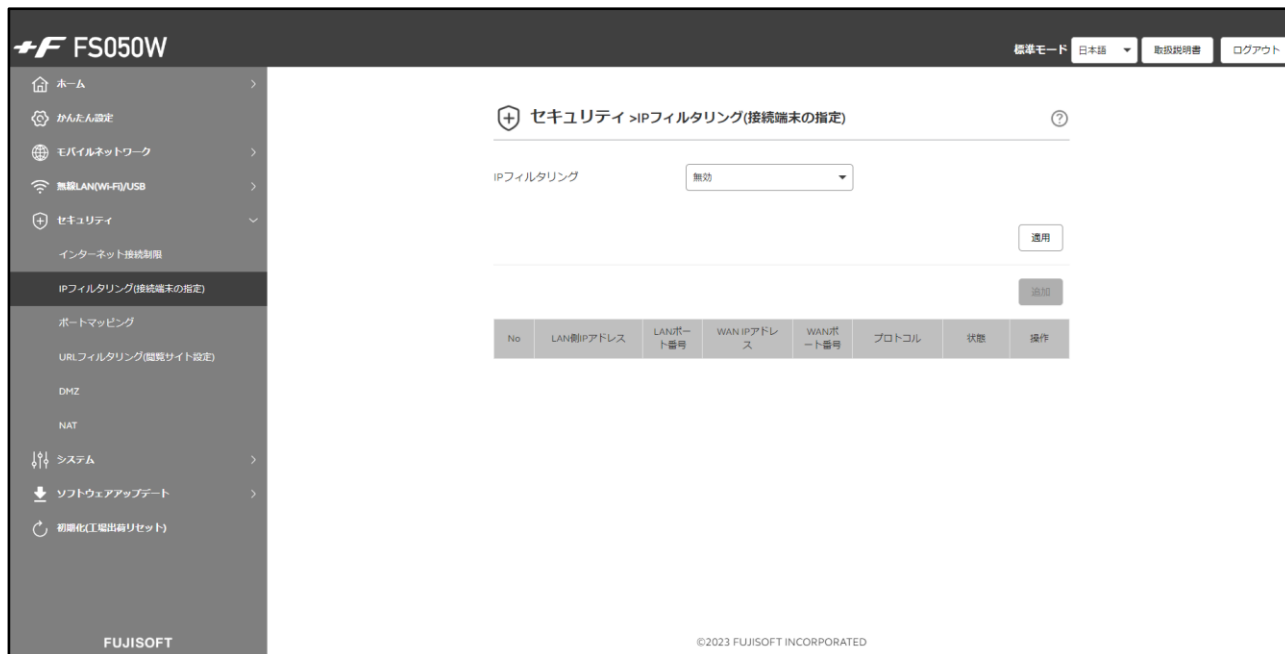 +F FS050W
標準モード 日本語 取扱説明書 ログアウト
ホーム
かんたん設定
モバイルネットワーク
無線LAN(Wi-Fi)/USB
セキュリティ
インターネット接続制限
IPフィルタリング(接続端末の指定)
ポートマッピング
URLフィルタリング(閲覧サイト設定)
DMZ
NAT
システム
ソフトウェアアップデート
初期化(工場出荷リセット)
FUJISOFT
セキュリティ >IPフィルタリング(接続端末の指定)
IPフィルタリング 無効
適用
追加
No LAN側IPアドレス LANポート番号 WAN IPアドレス WANポート番号 プロトコル 状態 操作
©2023 FUJISOFT INCORPORATED